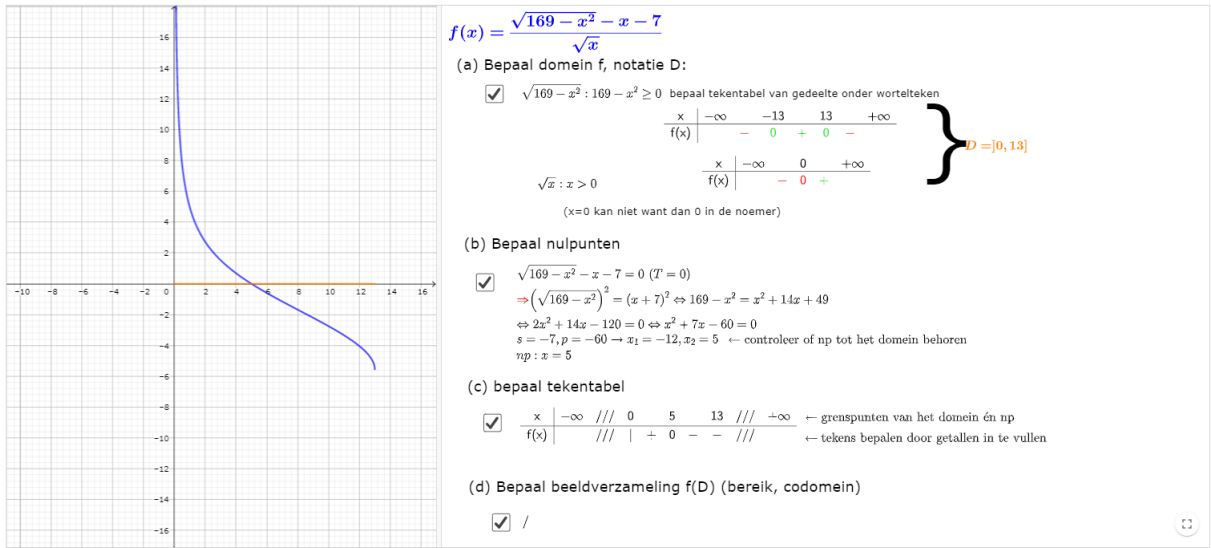 f(x) = \frac{\sqrt{169 − x²} − x − 7}{\sqrt{x}}
(a) Bepaal domein f, notatie D:
√(169 − x²) : 169 − x² ≥ 0 bepaal tekentabel van gedeelte onder wortelteken
x −∞ −13 13 +∞
f(x) − 0 + 0 −
D =]0, 13]
x −∞ 0 +∞
f(x) − 0 +
√x : x > 0
(x=0 kan niet want dan 0 in de noemer)
(b) Bepaal nulpunten
√(169 − x²) − x − 7 = 0 (T = 0)
⇒ (√(169 − x²))² = (x + 7)² ⇔ 169 − x² = x² + 14x + 49
⇔ 2x² + 14x − 120 = 0 ⇔ x² + 7x − 60 = 0
s = −7, p = −60 → x₁ = −12, x₂ = 5 ← controleer of np tot het domein behoren
np : x = 5
(c) bepaal tekentabel
x −∞ /// 0 5 13 /// +∞ ← grenspunten van het domein én np
f(x) /// | + 0 − − /// ← tekens bepalen door getallen in te vullen
(d) Bepaal beeldverzameling f(D) (bereik, codomein)
/
16
14
12
10
8
6
4
2
−10 −8 −6 −4 −2 0 2 4 6 8 10 12 14 16
−2
−4
−6
−8
−10
−12
−14
−16